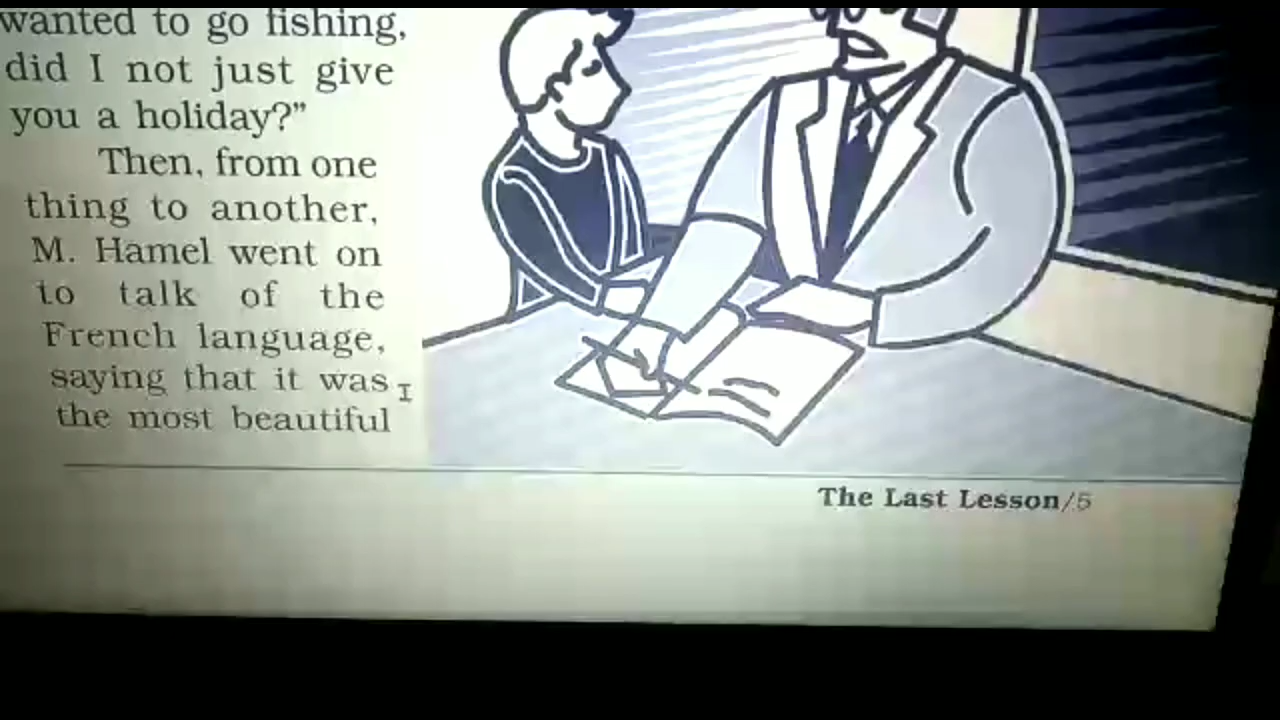 wanted to go fishing,
did I not just give
you a holiday?”
Then, from one
thing to another,
M. Hamel went on
to talk of the
French language,
saying that it was
the most beautiful
The Last Lesson/5